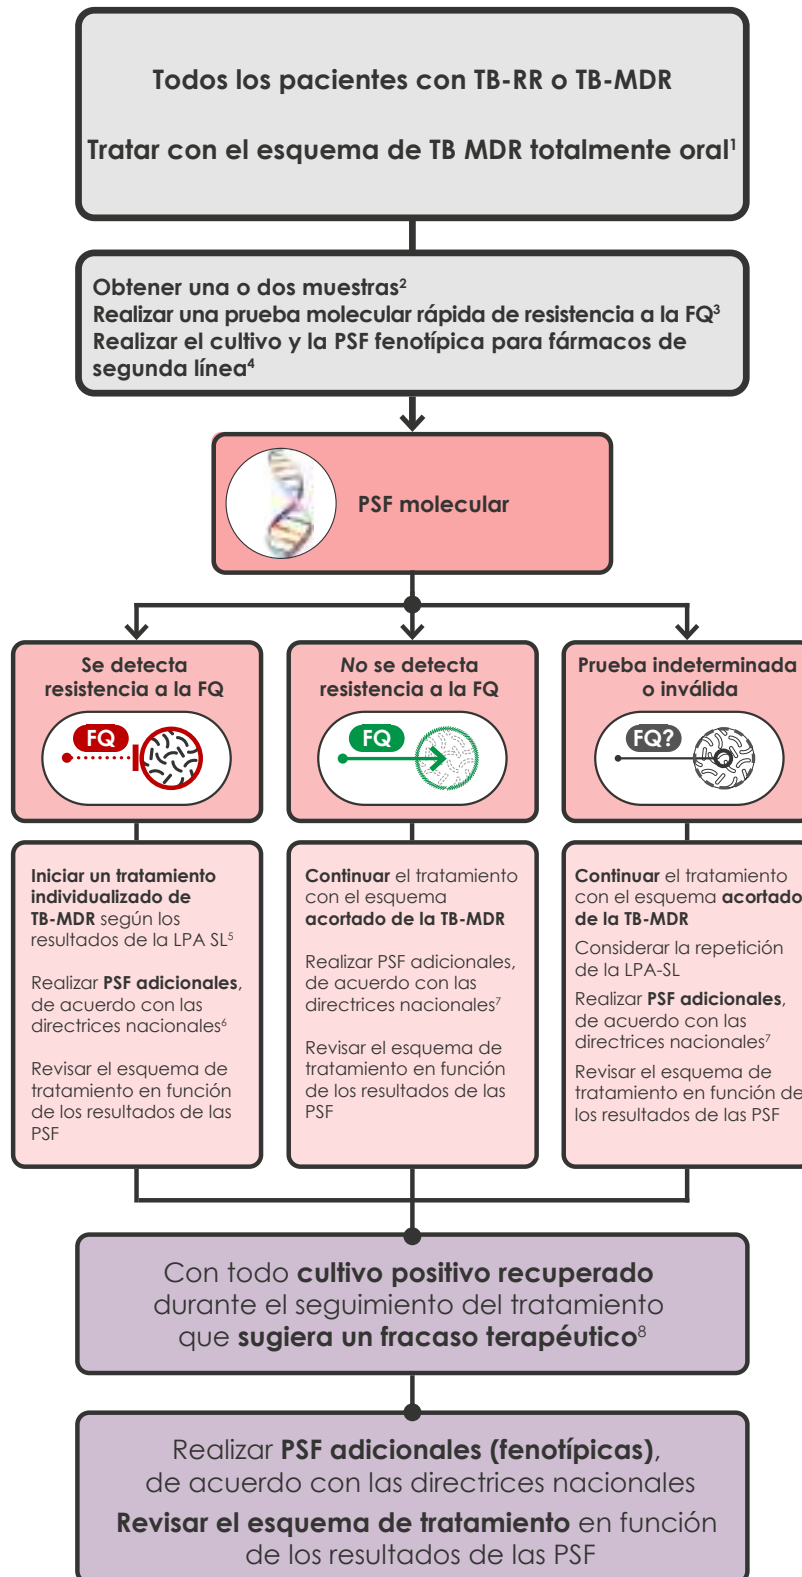 Todos los pacientes con TB-RR o TB-MDR
Tratar con el esquema de TB MDR totalmente oral¹
Obtener una o dos muestras²
Realizar una prueba molecular rápida de resistencia a la FQ³
Realizar el cultivo y la PSF fenotípica para fármacos de
segunda línea⁴
PSF molecular
Se detecta
resistencia a la FQ
FQ
No se detecta
resistencia a la FQ
FQ
Prueba indeterminada
o inválida
FQ?
Iniciar un tratamiento
individualizado de
TB-MDR según los
resultados de la LPA SL⁵
Realizar PSF adicionales,
de acuerdo con las
directrices nacionales⁶
Revisar el esquema de
tratamiento en función
de los resultados de las
PSF
Continuar el tratamiento
con el esquema
acortado de la TB-MDR
Realizar PSF adicionales,
de acuerdo con las
directrices nacionales⁷
Revisar el esquema de
tratamiento en función
de los resultados de las
PSF
Continuar el tratamiento
con el esquema acortado
de la TB-MDR
Considerar la repetición
de la LPA-SL
Realizar PSF adicionales,
de acuerdo con las
directrices nacionales⁷
Revisar el esquema de
tratamiento en función de
los resultados de las PSF
Con todo cultivo positivo recuperado
durante el seguimiento del tratamiento
que sugiera un fracaso terapéutico⁸
Realizar PSF adicionales (fenotípicas),
de acuerdo con las directrices nacionales
Revisar el esquema de tratamiento en función
de los resultados de las PSF